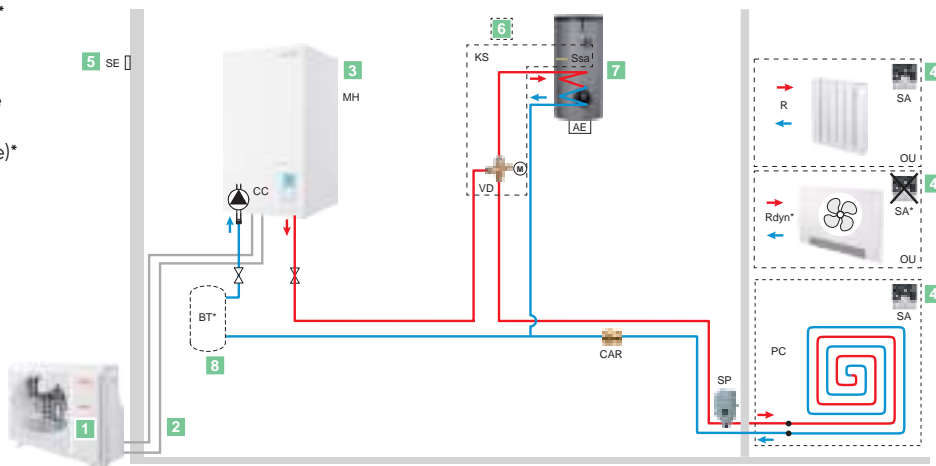 *
e
e)*
5 SE
3
MH
CC
BT*
8
1
2
6
KS
Ssa
7
AE
M
VD
CAR
SP
4
SA
R
OU
4
SA*
Rdyn*
OU
4
SA
PC